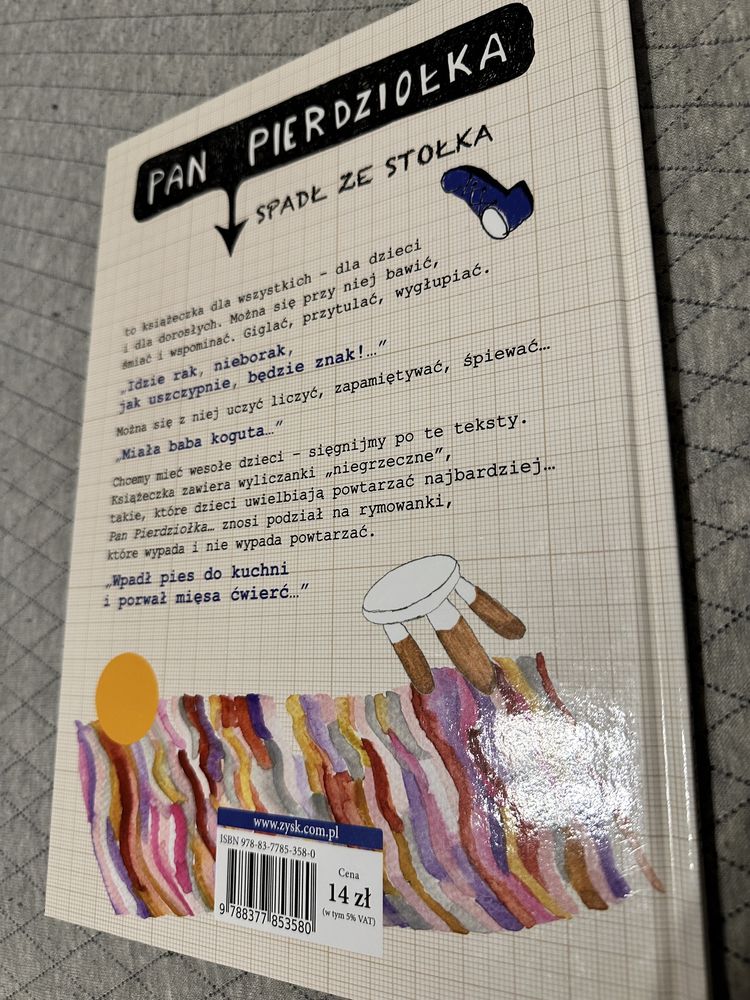 PAN PIERDZIOŁKA
SPADŁ ZE STOŁKA
to książeczka dla wszystkich – dla dzieci
i dla dorosłych. Można się przy niej bawić,
śmiać i wspominać. Giglać, przytulać, wygłupiać.
„Idzie rak, nieborak,
jak uszczypnie, będzie znak!…”
Można się z niej uczyć liczyć, zapamiętywać, śpiewać…
„Miała baba koguta…”
Chcemy mieć wesołe dzieci – sięgnijmy po te teksty.
Książeczka zawiera wyliczanki „niegrzeczne”,
takie, które dzieci uwielbiają powtarzać najbardziej…
Pan Pierdziołka… znosi podział na rymowanki,
które wypada i nie wypada powtarzać.
„Wpadł pies do kuchni
i porwał mięsa ćwierć…”
www.zysk.com.pl
ISBN 978-83-7785-358-0
Cena
14 zł
(w tym 5% VAT)
9 788377 853580